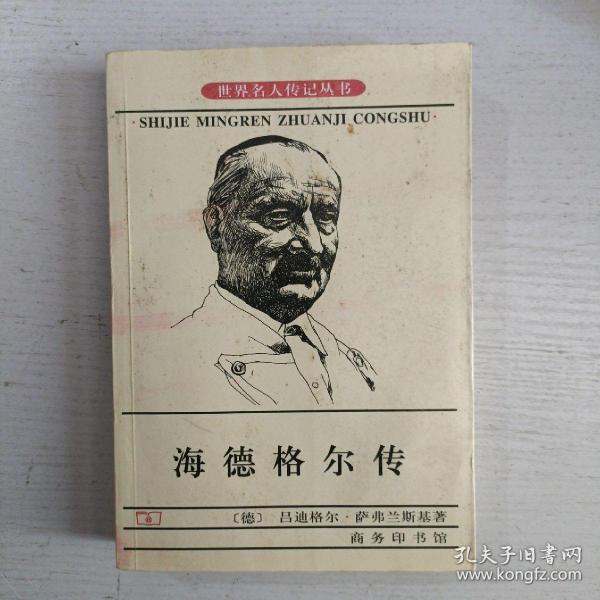 世界名人传记丛书
·SHIJIE MINGREN ZHUANJI CONGSHU·
海德格尔传
〔德〕 吕迪格尔·萨弗兰斯基著
商务印书馆
孔夫子旧书网
www.kongfz.com